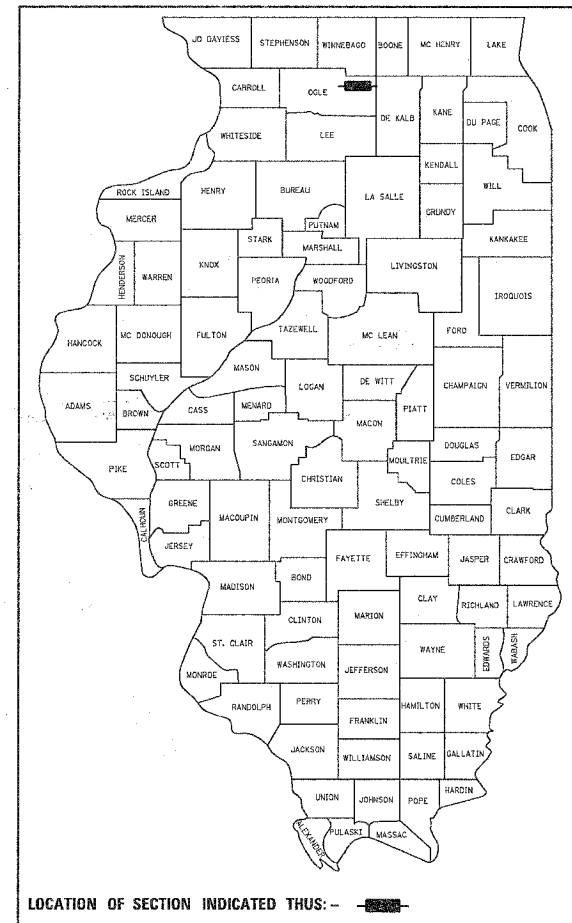 JO DAVIESS
STEPHENSON
WINNEBAGO
BOONE
MC HENRY
LAKE
CARROLL
OGLE
DE KALB
KANE
DU PAGE
COOK
WHITESIDE
LEE
KENDALL
WILL
ROCK ISLAND
HENRY
BUREAU
LA SALLE
GRUNDY
MERCER
PUTNAM
KANKAKEE
HENDERSON
WARREN
KNOX
STARK
MARSHALL
LIVINGSTON
PEORIA
WOODFORD
IROQUOIS
HANCOCK
MC DONOUGH
FULTON
TAZEWELL
MC LEAN
FORD
SCHUYLER
MASON
LOGAN
DE WITT
PIATT
CHAMPAIGN
VERMILION
ADAMS
BROWN
CASS
MENARD
MACON
PIKE
SCOTT
MORGAN
SANGAMON
CHRISTIAN
MOULTRIE
DOUGLAS
EDGAR
COLES
SHELBY
CALHOUN
GREENE
MACOUPIN
MONTGOMERY
CUMBERLAND
CLARK
JERSEY
FAYETTE
EFFINGHAM
JASPER
CRAWFORD
MADISON
BOND
CLAY
RICHLAND
LAWRENCE
CLINTON
MARION
ST. CLAIR
WAYNE
EDWARDS
WABASH
WASHINGTON
JEFFERSON
MONROE
RANDOLPH
PERRY
HAMILTON
WHITE
FRANKLIN
JACKSON
WILLIAMSON
SALINE
GALLATIN
UNION
JOHNSON
POPE
HARDIN
ALEXANDER
PULASKI
MASSAC
LOCATION OF SECTION INDICATED THUS: -